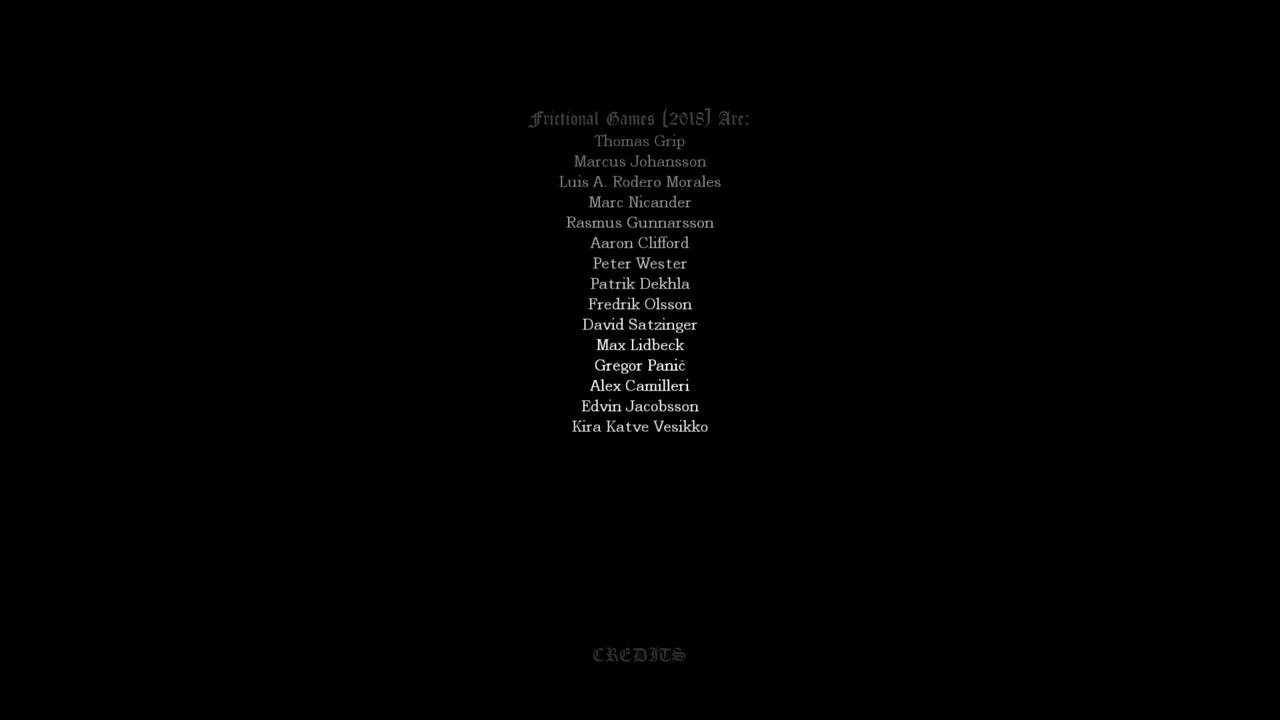 Frictional Games (2018) Are:
Thomas Grip
Marcus Johansson
Luis A. Rodero Morales
Marc Nicander
Rasmus Gunnarsson
Aaron Clifford
Peter Wester
Patrik Dekhla
Fredrik Olsson
David Satzinger
Max Lidbeck
Gregor Panič
Alex Camilleri
Edvin Jacobsson
Kira Katve Vesikko
CREDITS